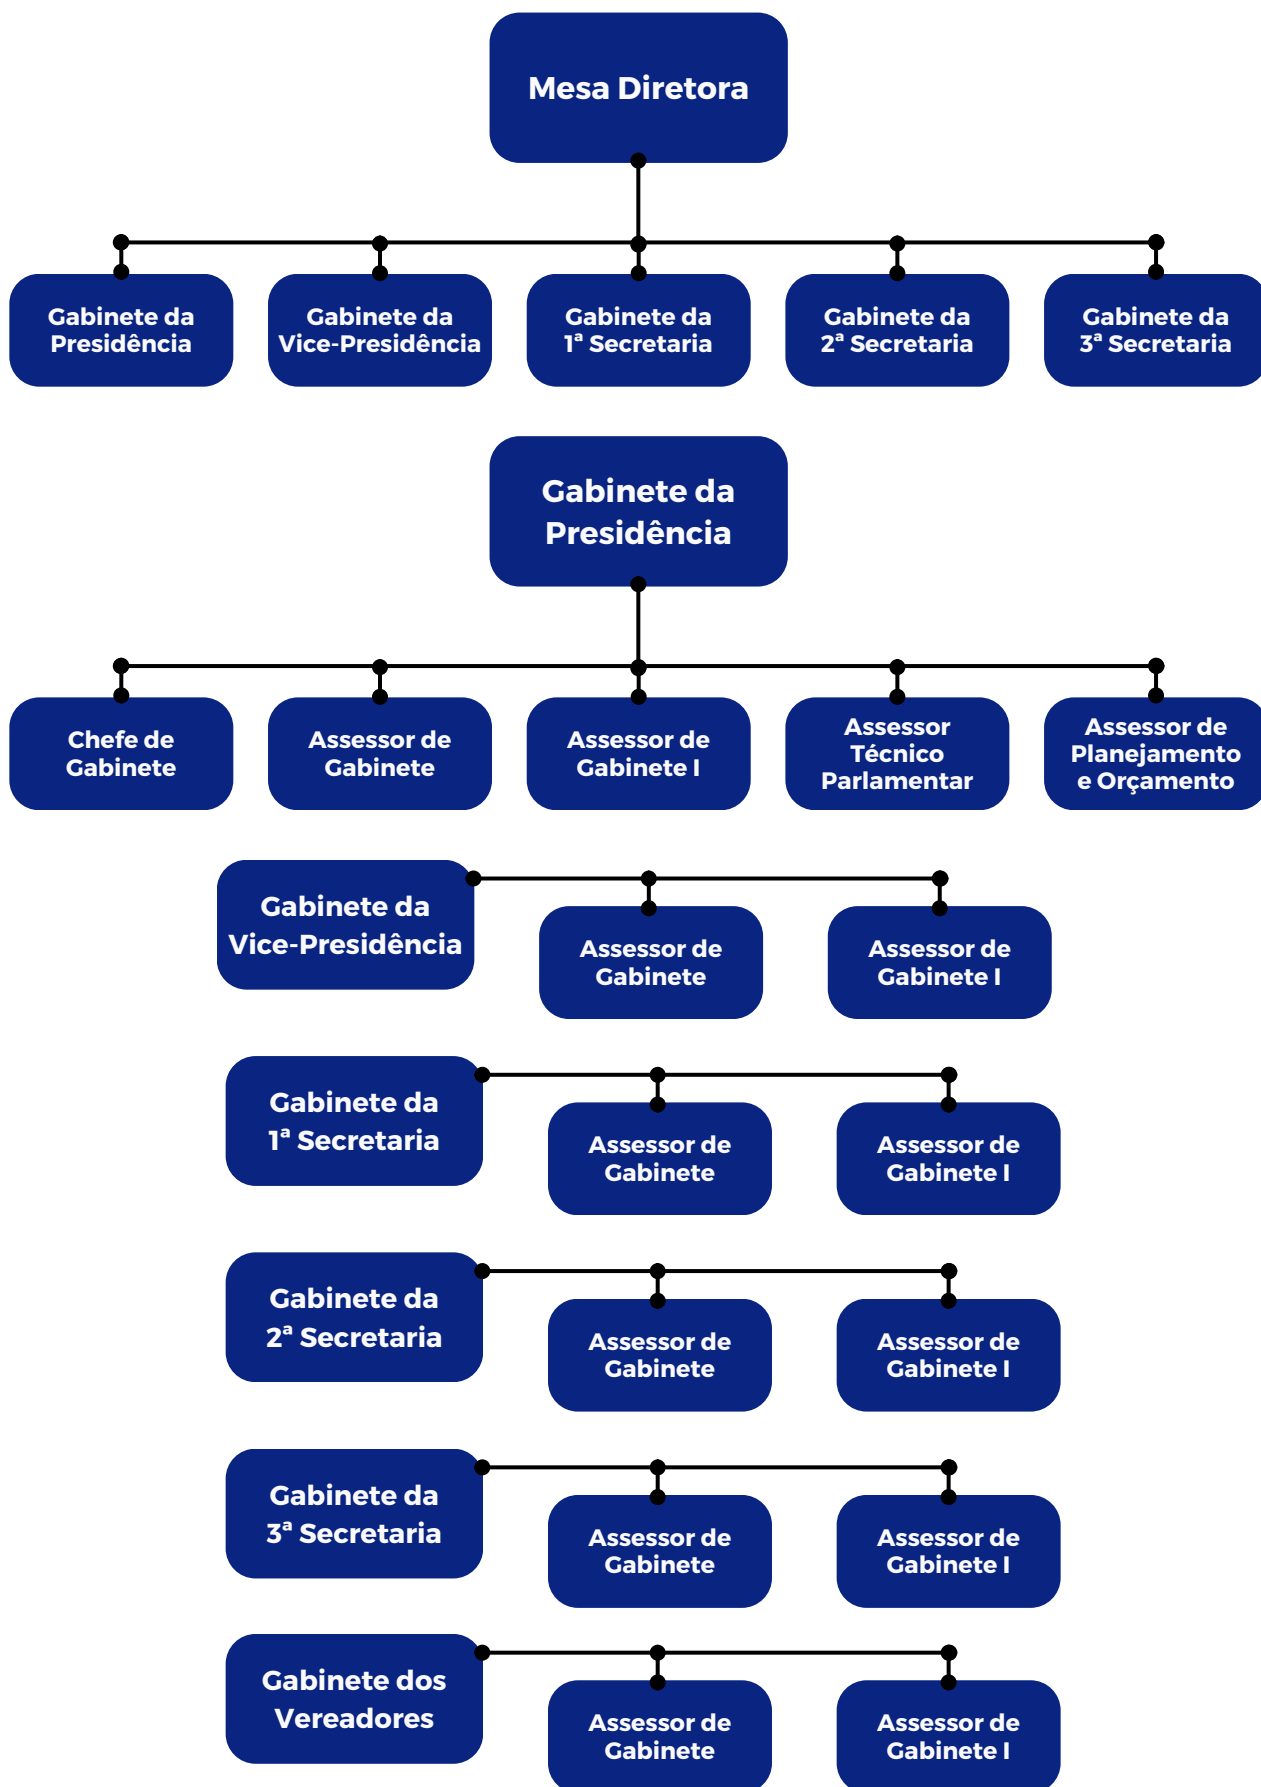 Mesa Diretora
Gabinete da
Presidência
Gabinete da
Vice-Presidência
Gabinete da
1ª Secretaria
Gabinete da
2ª Secretaria
Gabinete da
3ª Secretaria
Gabinete da
Presidência
Chefe de
Gabinete
Assessor de
Gabinete
Assessor de
Gabinete I
Assessor
Técnico
Parlamentar
Assessor de
Planejamento
e Orçamento
Gabinete da
Vice-Presidência
Assessor de
Gabinete
Assessor de
Gabinete I
Gabinete da
1ª Secretaria
Assessor de
Gabinete
Assessor de
Gabinete I
Gabinete da
2ª Secretaria
Assessor de
Gabinete
Assessor de
Gabinete I
Gabinete da
3ª Secretaria
Assessor de
Gabinete
Assessor de
Gabinete I
Gabinete dos
Vereadores
Assessor de
Gabinete
Assessor de
Gabinete I